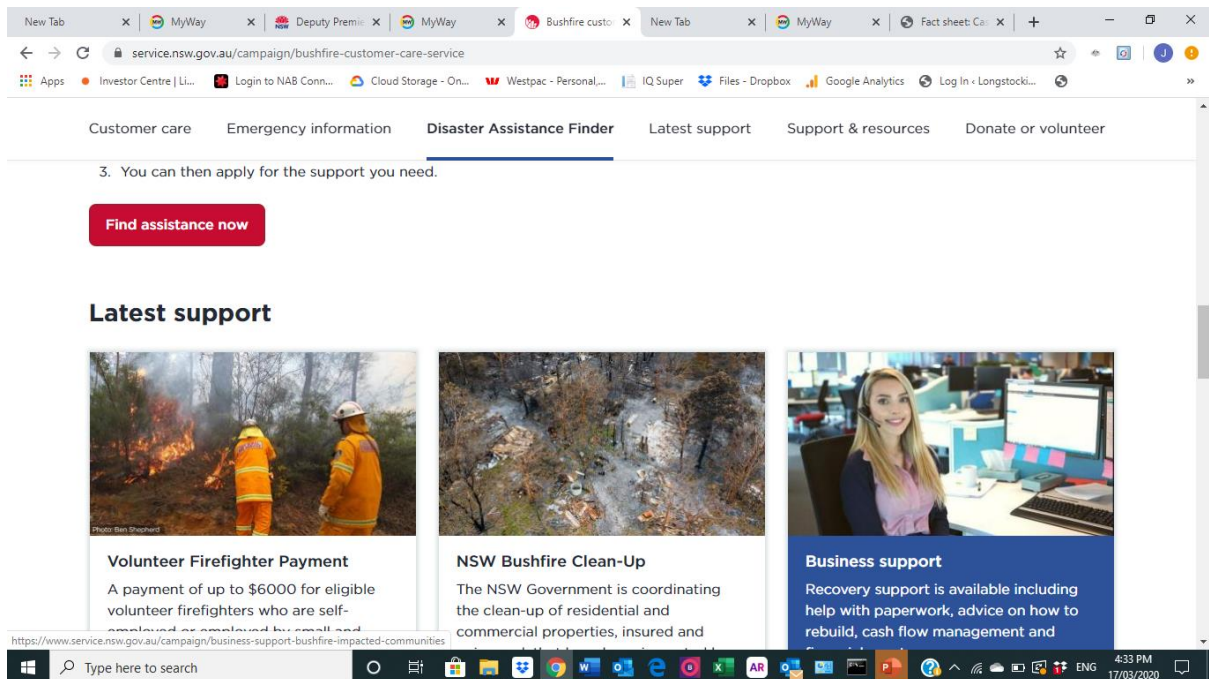 New Tab
MyWay
Deputy Premie
MyWay
Bushfire custo
New Tab
MyWay
Fact sheet: Ca
service.nsw.gov.au/campaign/bushfire-customer-care-service
Apps
Investor Centre | Li...
Login to NAB Conn...
Cloud Storage - On...
Westpac - Personal,...
IQ Super
Files - Dropbox
Google Analytics
Log In ‹ Longstocki...
»
Customer care
Emergency information
Disaster Assistance Finder
Latest support
Support & resources
Donate or volunteer
3. You can then apply for the support you need.
Find assistance now
Latest support
Photo: Ben Shepherd
Volunteer Firefighter Payment
A payment of up to $6000 for eligible
volunteer firefighters who are self-
NSW Bushfire Clean-Up
The NSW Government is coordinating
the clean-up of residential and
commercial properties, insured and
Business support
Recovery support is available including
help with paperwork, advice on how to
rebuild, cash flow management and
https://www.service.nsw.gov.au/campaign/business-support-bushfire-impacted-communities
Type here to search
AR
ENG
4:33 PM
17/03/2020